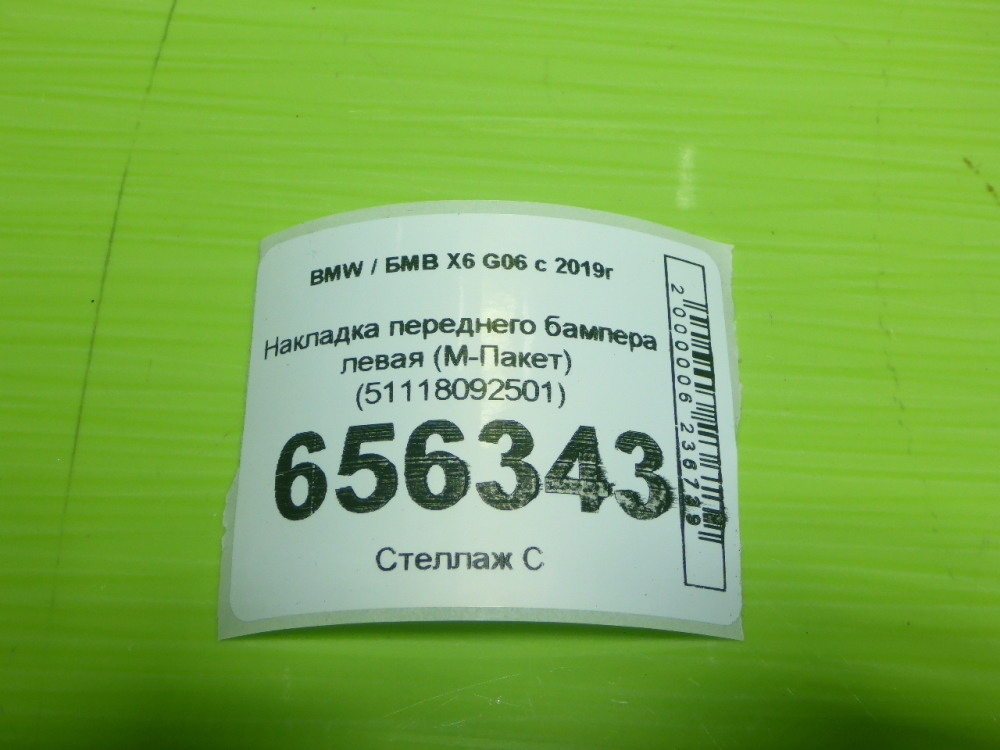 BMW / БМВ X6 G06 с 2019г
Накладка переднего бампера
левая (М-Пакет)
(51118092501)
656343
Стеллаж С
2000006236739